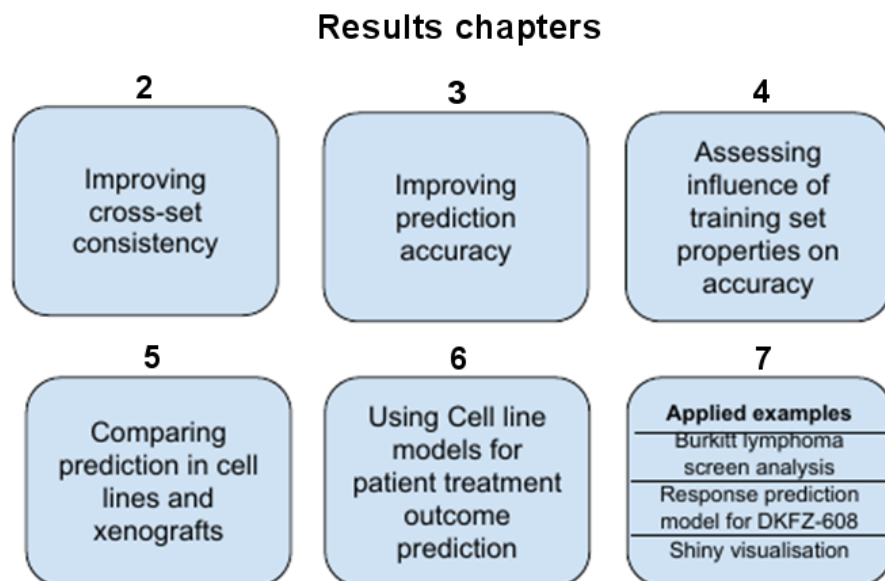 Results chapters
2
Improving
cross-set
consistency
3
Improving
prediction
accuracy
4
Assessing
influence of
training set
properties on
accuracy
5
Comparing
prediction in cell
lines and
xenografts
6
Using Cell line
models for
patient treatment
outcome
prediction
7
Applied examples
Burkitt lymphoma
screen analysis
Response prediction
model for DKFZ-608
Shiny visualisation